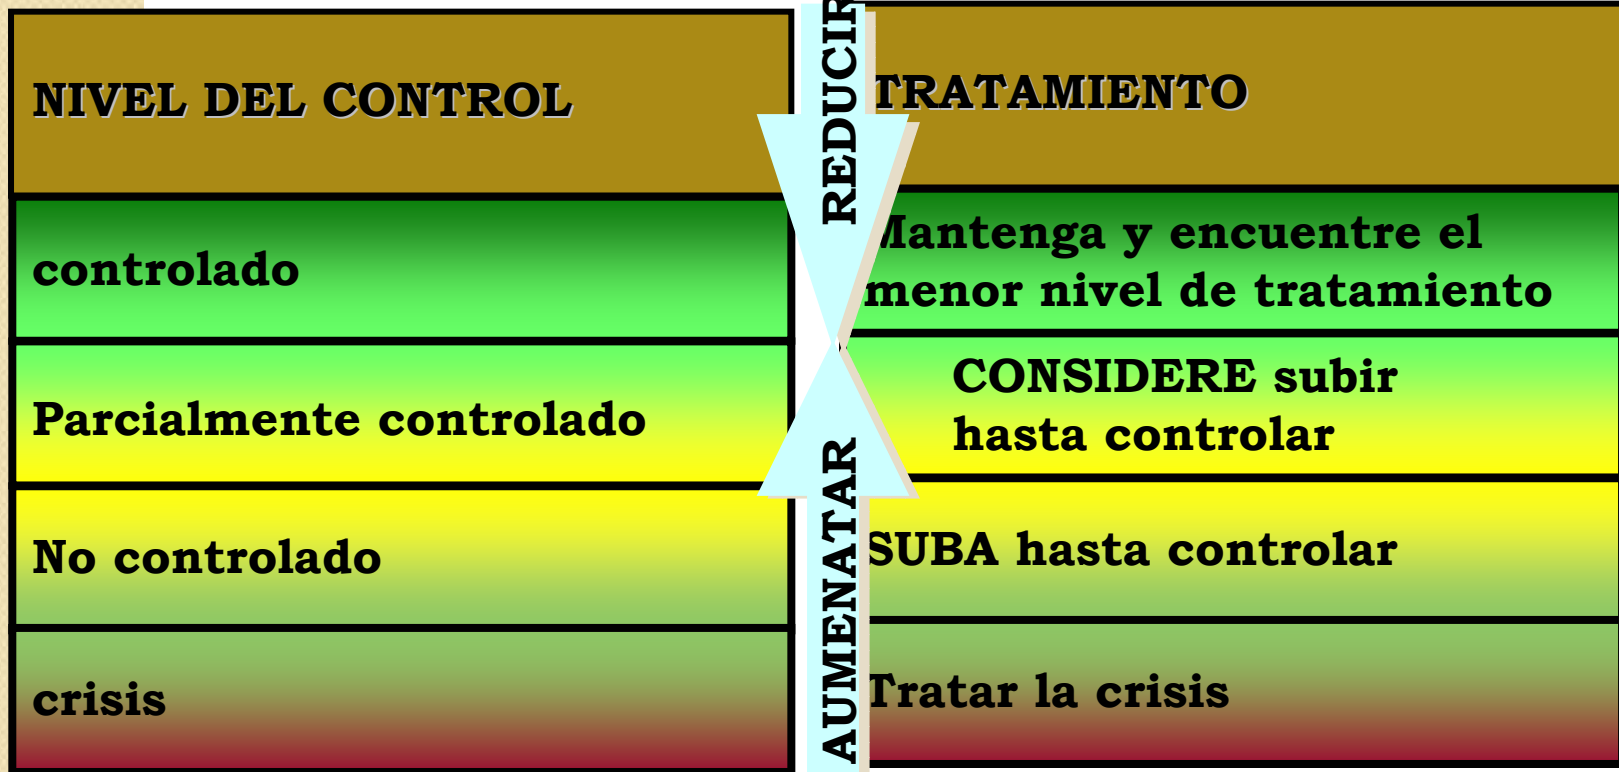 NIVEL DEL CONTROL
REDUCIR
TRATAMIENTO
controlado
Mantenga y encuentre el
menor nivel de tratamiento
Parcialmente controlado
CONSIDERE subir
hasta controlar
No controlado
AUMENATAR
SUBA hasta controlar
crisis
Tratar la crisis